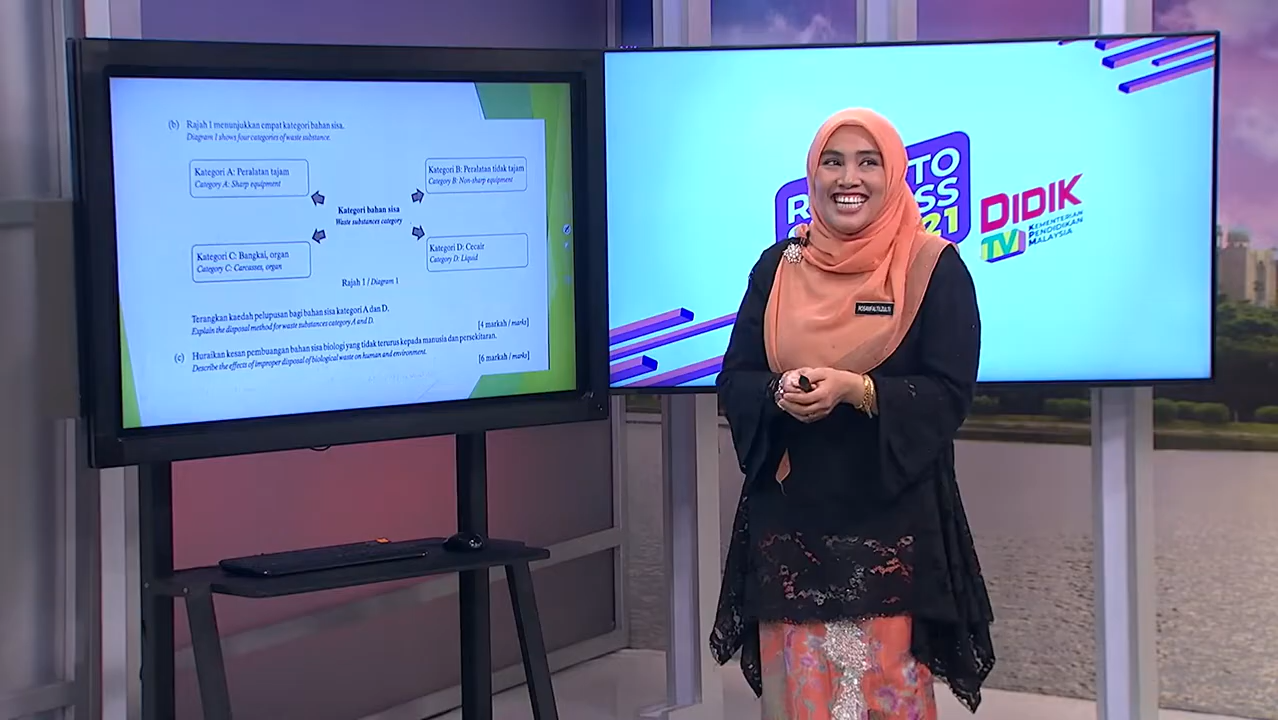 (b) Rajah 1 menunjukkan empat kategori bahan sisa.
Diagram 1 shows four categories of waste substance.
Kategori A: Peralatan tajam
Category A: Sharp equipment
Kategori B: Peralatan tidak tajam
Category B: Non-sharp equipment
Kategori bahan sisa
Waste substances category
Kategori C: Bangkai, organ
Category C: Carcasses, organ
Kategori D: Cecair
Category D: Liquid
Rajah 1 / Diagram 1
Terangkan kaedah pelupusan bagi bahan sisa kategori A dan D.
Explain the disposal method for waste substances category A and D.
[4 markah / marks]
(c) Huraikan kesan pembuangan bahan sisa biologi yang tidak terurus kepada manusia dan persekitaran.
Describe the effects of improper disposal of biological waste on human and environment.
[6 markah / marks]
TO
SS
21
DIDIK
TV
KEMENTERIAN
PENDIDIKAN
MALAYSIA